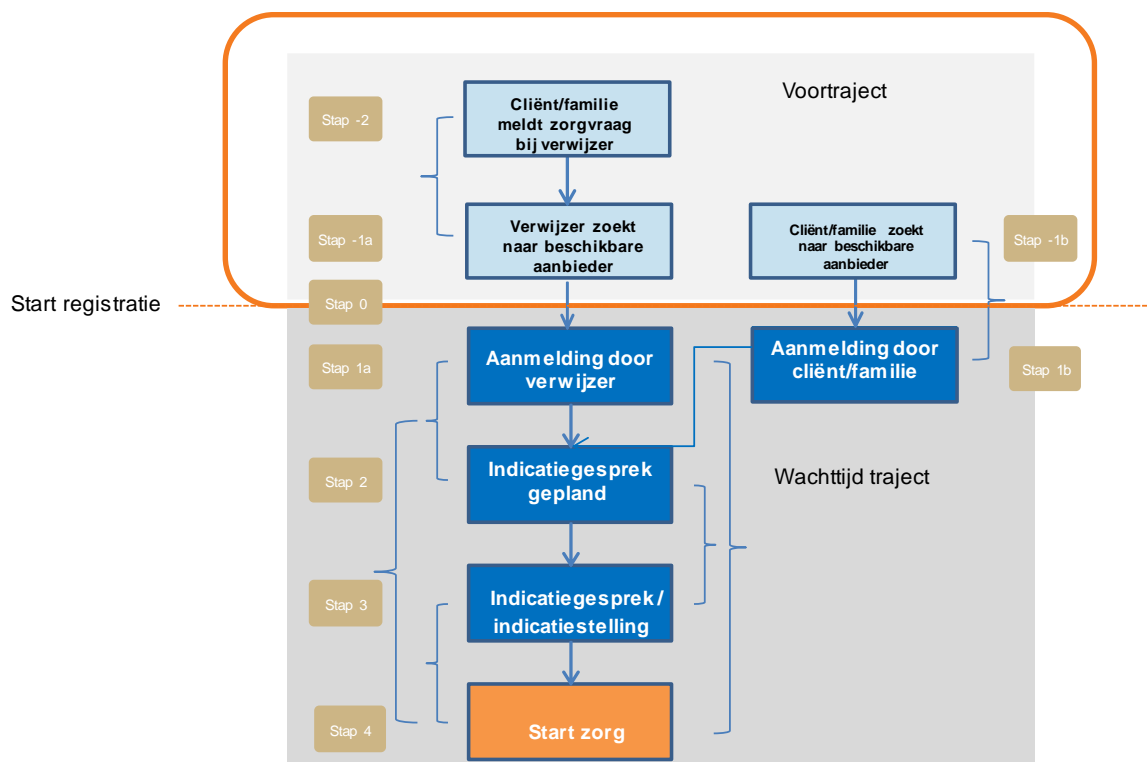 Voortraject
Stap -2
Cliënt/familie
meldt zorgvraag
bij verwijzer
Stap -1a
Verwijzer zoekt
naar beschikbare
aanbieder
Cliënt/familie zoekt
naar beschikbare
aanbieder
Stap -1b
Start registratie
Stap 0
Stap 1a
Aanmelding door
verwijzer
Aanmelding door
cliënt/familie
Stap 1b
Stap 2
Indicatiegesprek
gepland
Wachttijd traject
Stap 3
Indicatiegesprek/
indicatiestelling
Stap 4
Start zorg